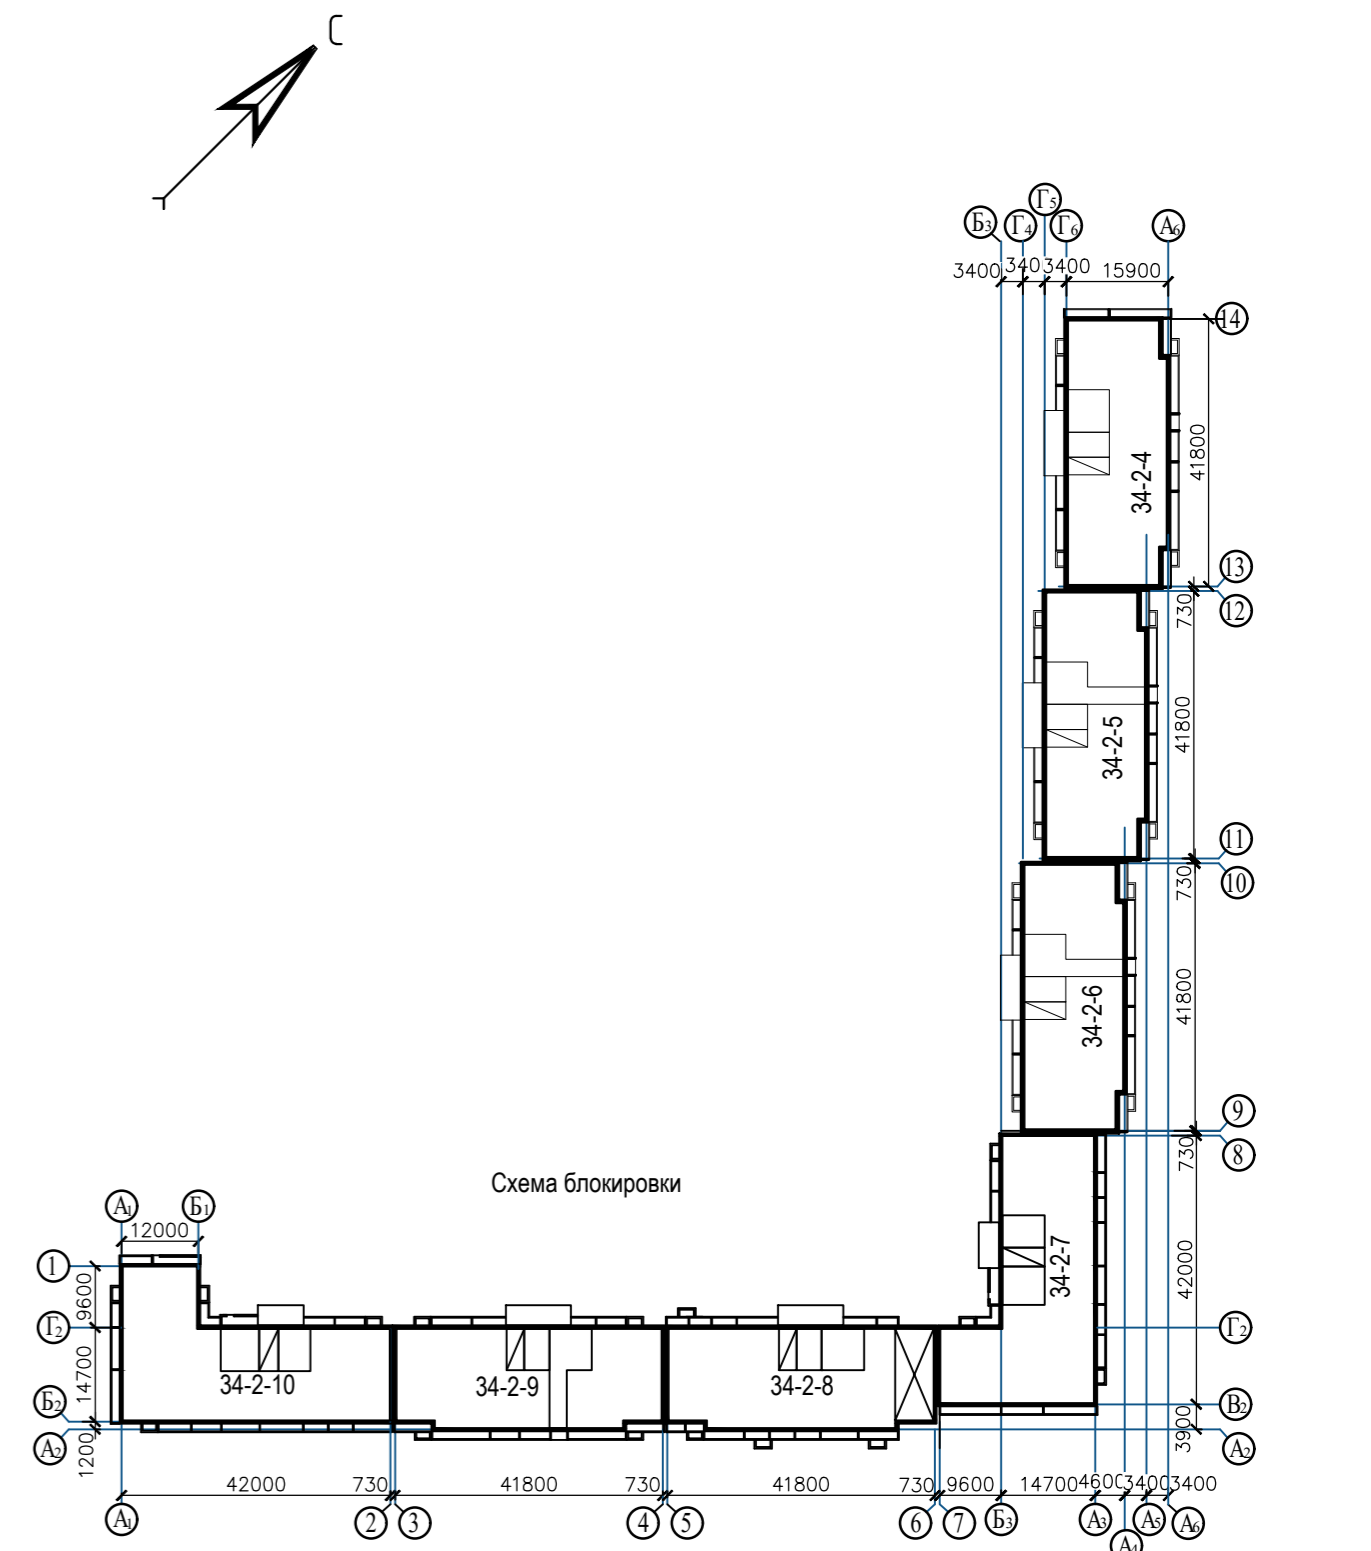 С
Г₅
Б₃ Г₄ Г₆ А₆
3400 340 3400 15900
14
41800
34-2-4
13
730
12
41800
34-2-5
11
730
10
41800
34-2-6
9
730
8
Схема блокировки
А₁ Б₁
12000
1
9600
34-2-7
42000
Г₂ Г₂
14700
34-2-10 34-2-9 34-2-8
Б₂ В₂
3900
А₂ А₂
1200
42000 730 41800 730 41800 730 9600 14700 4600 3400 3400
А₁ 2 3 4 5 6 7 Б₃ А₃ А₅ А₆
А₄